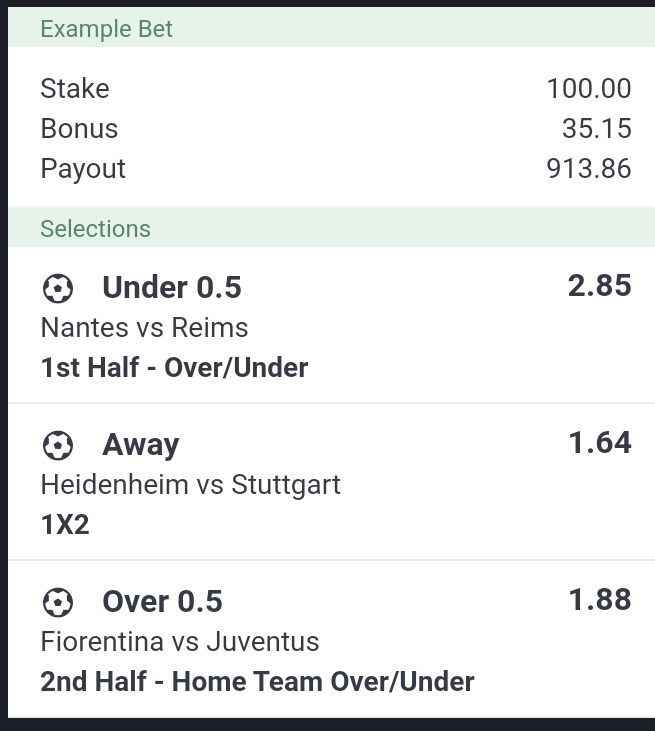 Example Bet
Stake 100.00
Bonus 35.15
Payout 913.86
Selections
Under 0.5 2.85
Nantes vs Reims
1st Half - Over/Under
Away 1.64
Heidenheim vs Stuttgart
1X2
Over 0.5 1.88
Fiorentina vs Juventus
2nd Half - Home Team Over/Under